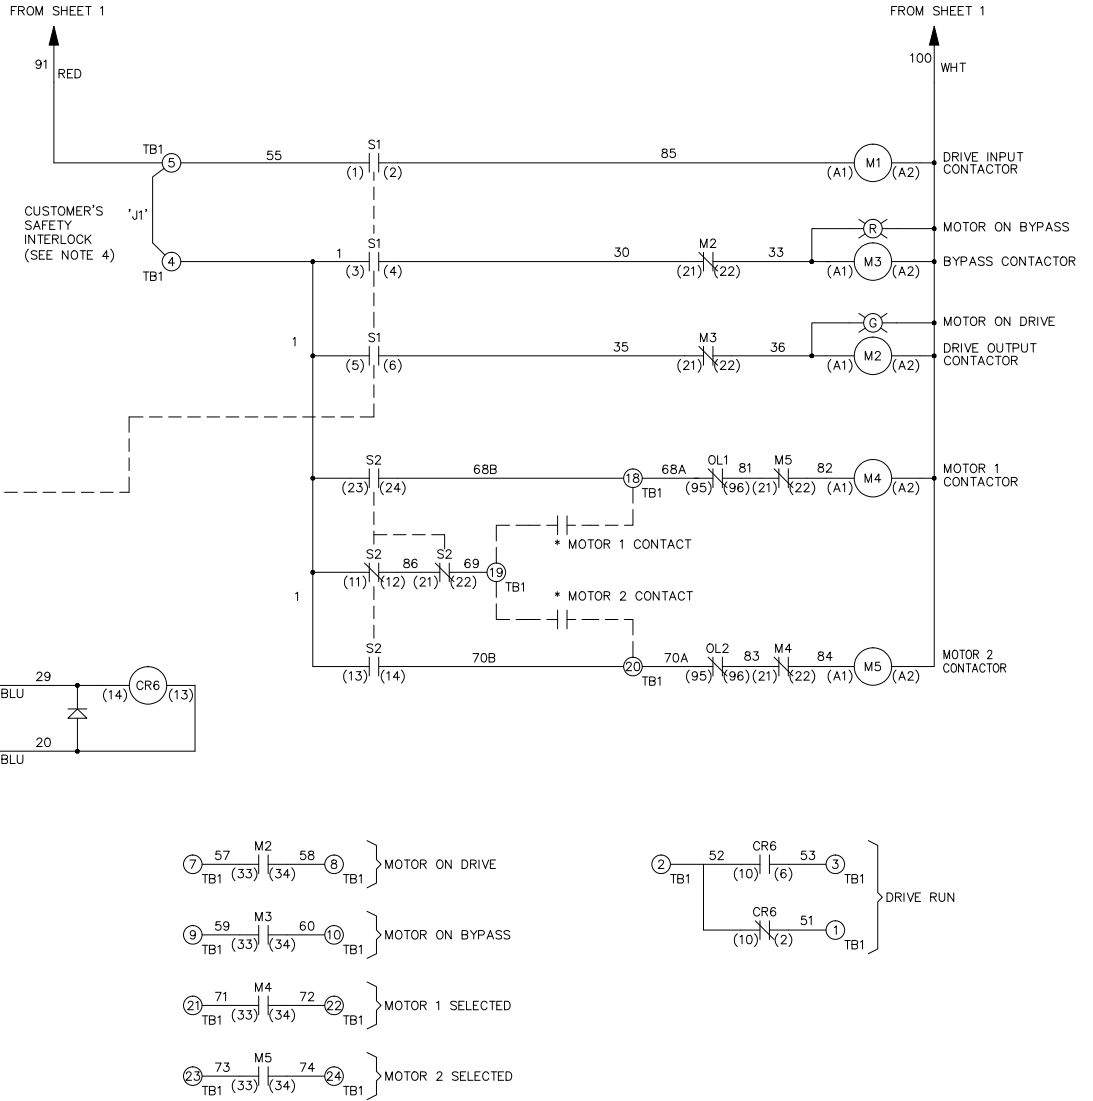 FROM SHEET 1
FROM SHEET 1
91
RED
100
WHT
TB1
5
55
S1
(1) (2)
85
M1
(A1) (A2)
DRIVE INPUT
CONTACTOR
CUSTOMER'S
SAFETY
INTERLOCK
(SEE NOTE 4)
'J1'
R
MOTOR ON BYPASS
4
TB1
1
S1
(3) (4)
30
M2
(21) (22)
33
M3
(A1) (A2)
BYPASS CONTACTOR
G
MOTOR ON DRIVE
1
S1
(5) (6)
35
M3
(21) (22)
36
M2
(A1) (A2)
DRIVE OUTPUT
CONTACTOR
S2
(23) (24)
68B
18
TB1
68A
OL1
(95) (96)
81
M5
(21) (22)
82
M4
(A1) (A2)
MOTOR 1
CONTACTOR
* MOTOR 1 CONTACT
S2
(11) (12)
86
S2
(21) (22)
69
19
TB1
1
* MOTOR 2 CONTACT
S2
(13) (14)
70B
20
TB1
70A
OL2
(95) (96)
83
M4
(21) (22)
84
M5
(A1) (A2)
MOTOR 2
CONTACTOR
29
BLU
(14)
CR6
(13)
20
BLU
7
TB1
57
M2
(33) (34)
58
8
TB1
MOTOR ON DRIVE
9
TB1
59
M3
(33) (34)
60
10
TB1
MOTOR ON BYPASS
21
TB1
71
M4
(33) (34)
72
22
TB1
MOTOR 1 SELECTED
23
TB1
73
M5
(33) (34)
74
24
TB1
MOTOR 2 SELECTED
2
TB1
52
CR6
(10) (6)
53
3
TB1
CR6
(10) (2)
51
1
TB1
DRIVE RUN